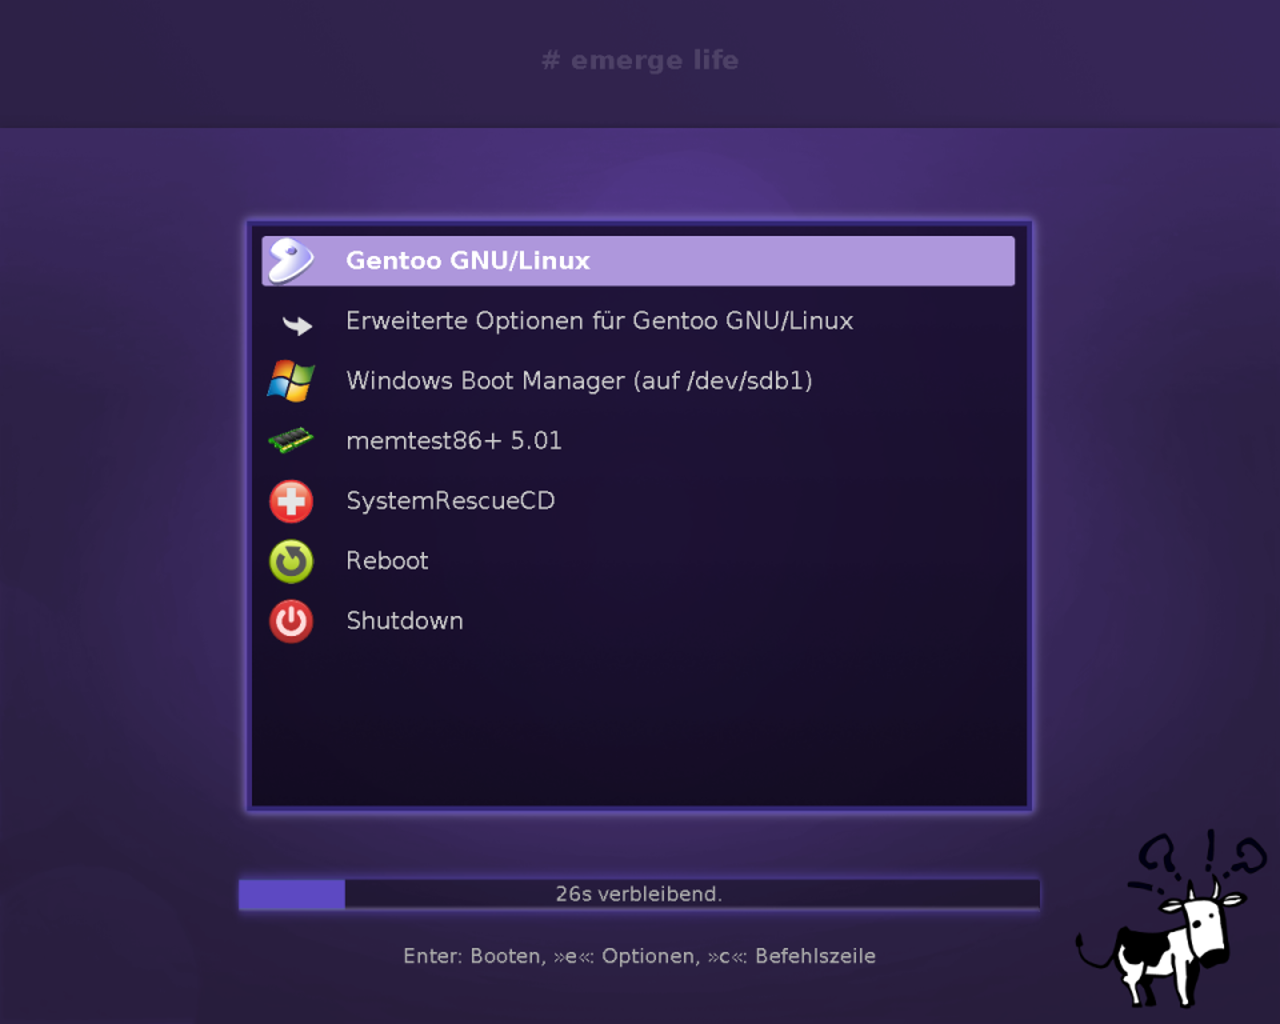 # emerge life
Gentoo GNU/Linux
Erweiterte Optionen für Gentoo GNU/Linux
Windows Boot Manager (auf /dev/sdb1)
memtest86+ 5.01
SystemRescueCD
Reboot
Shutdown
26s verbleibend.
Enter: Booten, »e«: Optionen, »c«: Befehlszeile